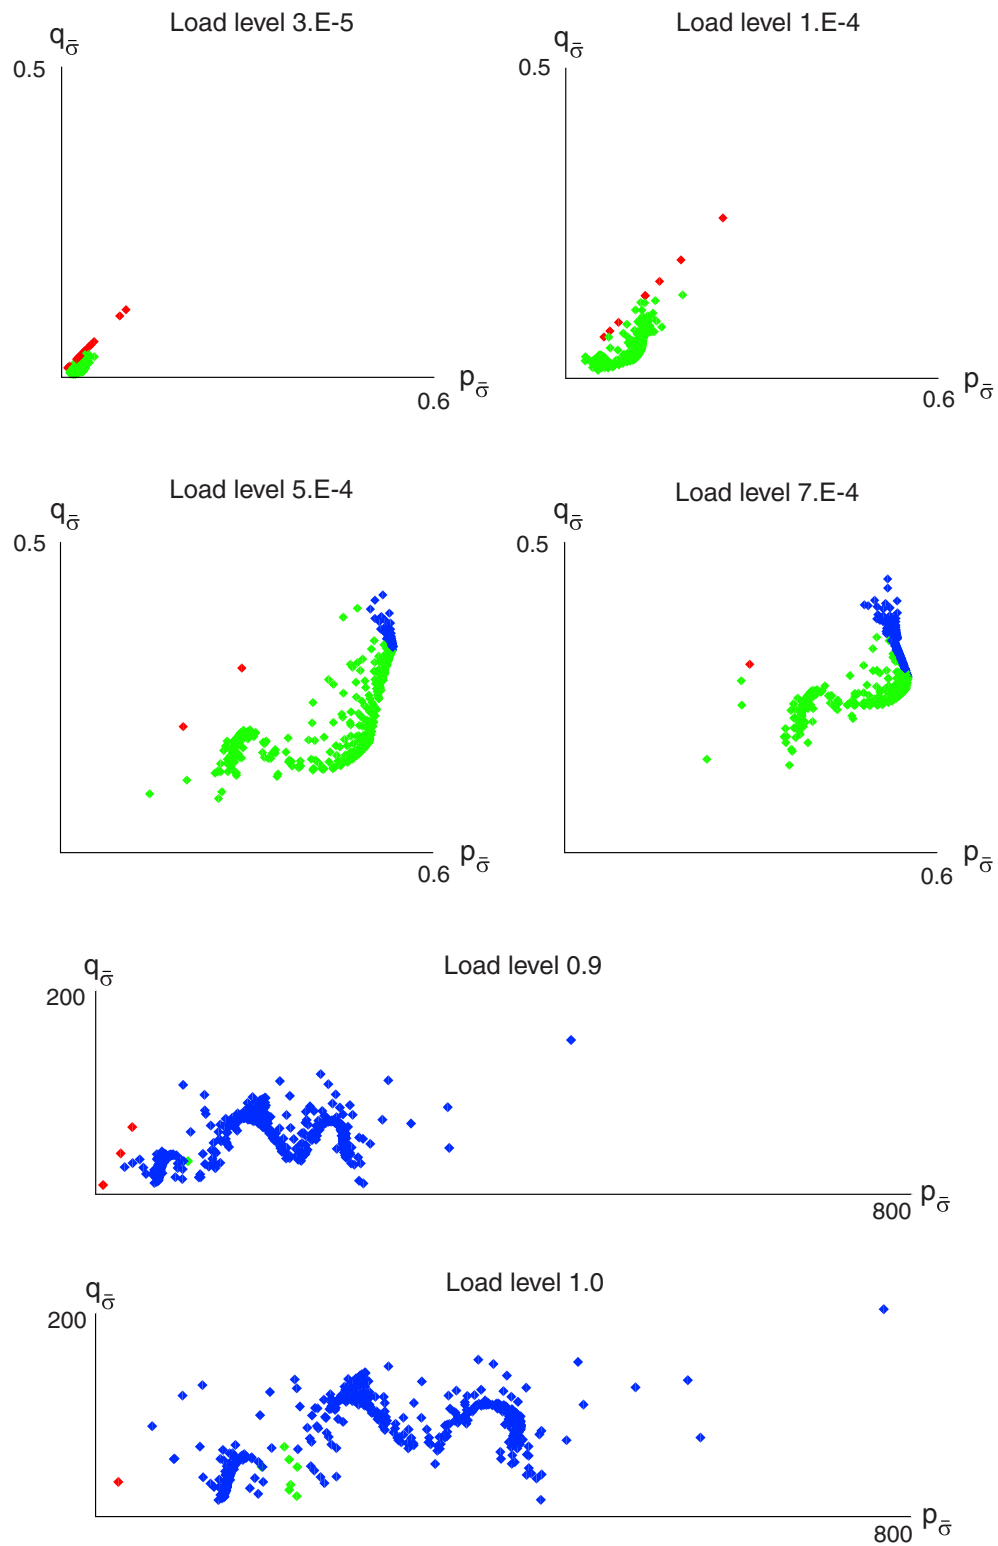 Load level 3.E-5
q_σ̄
0.5
p_σ̄
0.6
Load level 1.E-4
q_σ̄
0.5
p_σ̄
0.6
Load level 5.E-4
q_σ̄
0.5
p_σ̄
0.6
Load level 7.E-4
q_σ̄
0.5
p_σ̄
0.6
Load level 0.9
q_σ̄
200
p_σ̄
800
Load level 1.0
q_σ̄
200
p_σ̄
800